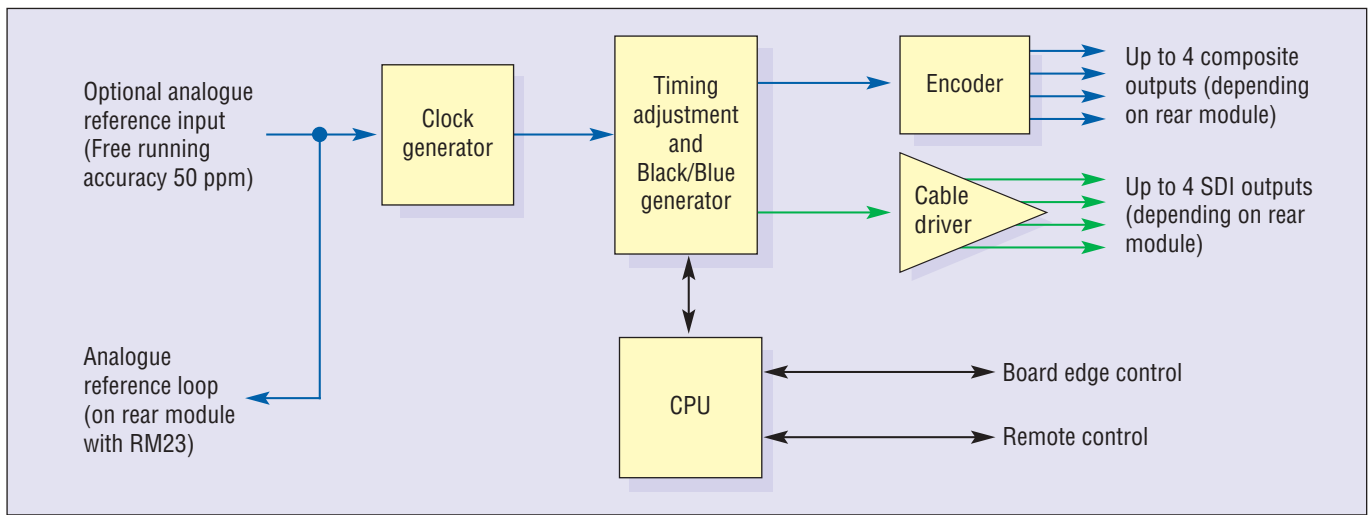 Optional analogue
reference input
(Free running
accuracy 50 ppm)
Clock
generator
Timing
adjustment
and
Black/Blue
generator
Encoder
Up to 4 composite
outputs (depending
on rear module)
Cable
driver
Up to 4 SDI outputs
(depending on rear
module)
Analogue
reference loop
(on rear module
with RM23)
CPU
Board edge control
Remote control